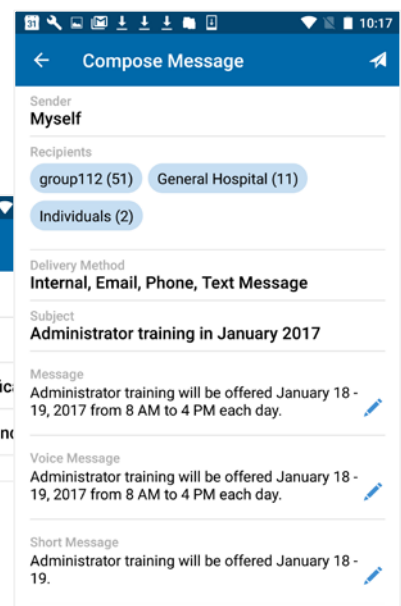 31 10:17
Compose Message
Sender
Myself
Recipients
group112 (51) General Hospital (11)
Individuals (2)
Delivery Method
Internal, Email, Phone, Text Message
Subject
Administrator training in January 2017
Message
Administrator training will be offered January 18 -
19, 2017 from 8 AM to 4 PM each day.
Voice Message
Administrator training will be offered January 18 -
19, 2017 from 8 AM to 4 PM each day.
Short Message
Administrator training will be offered January 18 -
19.